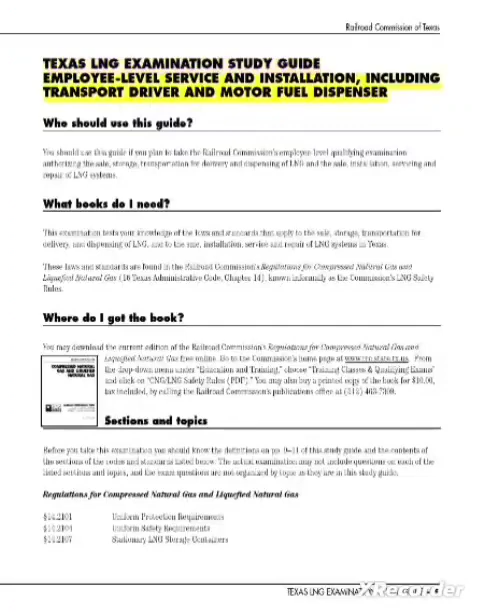 Railroad Commission of Texas
TEXAS LNG EXAMINATION STUDY GUIDE
EMPLOYEE-LEVEL SERVICE AND INSTALLATION, INCLUDING
TRANSPORT DRIVER AND MOTOR FUEL DISPENSER
Who should use this guide?
You should use this guide if you plan to take the Railroad Commission's employee-level qualifying examination
authorizing the sale, storage, transportation for delivery and dispensing of LNG and the sale, installation, servicing and
repair of LNG systems.
What books do I need?
This examination tests your knowledge of the laws and standards that apply to the sale, storage, transportation for
delivery, and dispensing of LNG, and to the sale, installation, service and repair of LNG systems in Texas.
These laws and standards are found in the Railroad Commission's Regulations for Compressed Natural Gas and
Liquefied Natural Gas (16 Texas Administrative Code, Chapter 14), known informally as the Commission's LNG Safety
Rules.
Where do I get the book?
You may download the current edition of the Railroad Commission's Regulations for Compressed Natural Gas and
Liquefied Natural Gas free online. Go to the Commission's home page at www.rrc.state.tx.us. From
the drop-down menu under "Education and Training," choose "Training Classes & Qualifying Exams"
and click on "CNG/LNG Safety Rules (PDF)." You may also buy a printed copy of the book for $10.00,
tax included, by calling the Railroad Commission's publications office at (512) 463-7309.
COMPRESSED NATURAL
GAS AND LIQUEFIED
NATURAL GAS
Sections and topics
Before you take this examination you should know the definitions on pp. 9–11 of this study guide and the contents of
the sections of the codes and standards listed below. The actual examination may not include questions on each of the
listed sections and topics, and the exam questions are not organized by topic as they are in this study guide.
Regulations for Compressed Natural Gas and Liquefied Natural Gas
§14.2101 Uniform Protection Requirements
§14.2104 Uniform Safety Requirements
§14.2107 Stationary LNG Storage Containers
TEXAS LNG EXAMINAT
XRecorder